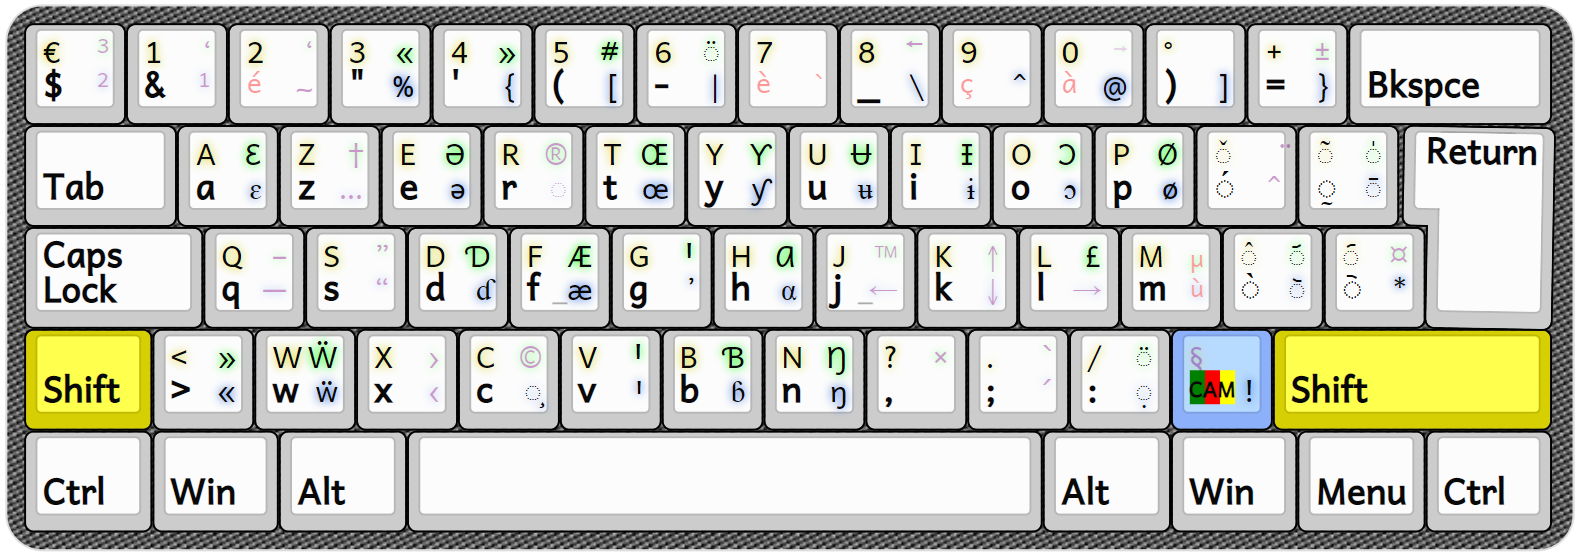 € 3 1 ‘ 2 ‘ 3 « 4 » 5 # 6 ◌̈ 7 8 ← 9 0 → ° + ± Bkspce
$ 2 & 1 é ~ " % ' { ( [ - | è ` _ \ ç ^ à @ ) ] = }
A Ɛ Z † E Ə R ® T Œ Y Ƴ U Ʉ I Ɨ O Ɔ P Ø ◌̌ ¨ ◌̃ ◌̍ Return
Tab a ɛ z … e ə r ◌ t œ y ƴ u ʉ i ɨ o ɔ p ø ◌́ ^ ◌̰ ◌̄
Caps Q – S ” D Ɗ F Æ G ' H Ɑ J ™ K ↑ L £ M µ ◌̂ ◌̆ ◌̄ ¤
Lock q — s “ d ɗ f _æ g ’ h ɑ j _← k ↓ l → m ù ◌̀ *
< » W Ẅ X › C © V ' B Ɓ N Ŋ ? × . ` / ◌̈ §
Shift > « w ẅ x ‹ c ◌̧ v ' b ɓ n ŋ , ; ´ : ◌̣ CAM ! Shift
Ctrl Win Alt Alt Win Menu Ctrl